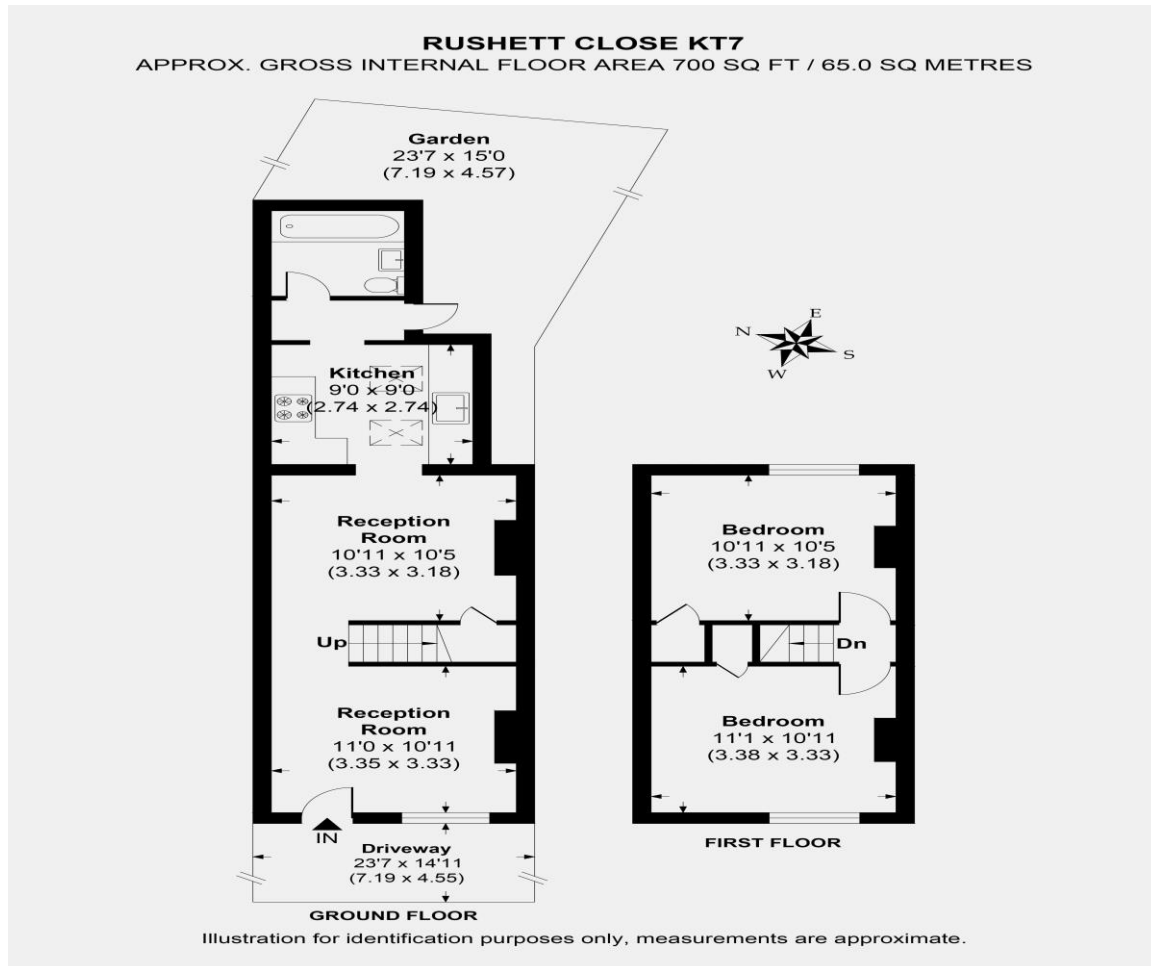 RUSHETT CLOSE KT7
APPROX. GROSS INTERNAL FLOOR AREA 700 SQ FT / 65.0 SQ METRES
Garden
23'7 x 15'0
(7.19 x 4.57)
N
E
S
W
Kitchen
9'0 x 9'0
(2.74 x 2.74)
Reception
Room
10'11 x 10'5
(3.33 x 3.18)
Up
Reception
Room
11'0 x 10'11
(3.35 x 3.33)
IN
Driveway
23'7 x 14'11
(7.19 x 4.55)
GROUND FLOOR
Bedroom
10'11 x 10'5
(3.33 x 3.18)
Dn
Bedroom
11'1 x 10'11
(3.38 x 3.33)
FIRST FLOOR
Illustration for identification purposes only, measurements are approximate.